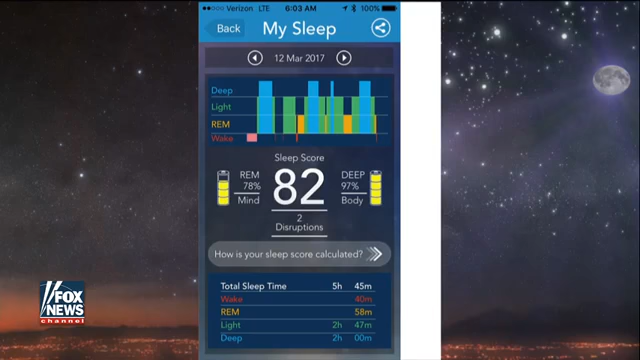 Verizon LTE 6:03 AM 100%
Back My Sleep
12 Mar 2017
Deep
Light
REM
Wake
Sleep Score
REM
78%
Mind
82
DEEP
97%
Body
2
Disruptions
How is your sleep score calculated?
Total Sleep Time 5h 45m
Wake 40m
REM 58m
Light 2h 47m
Deep 2h 00m
FOX
NEWS
channel